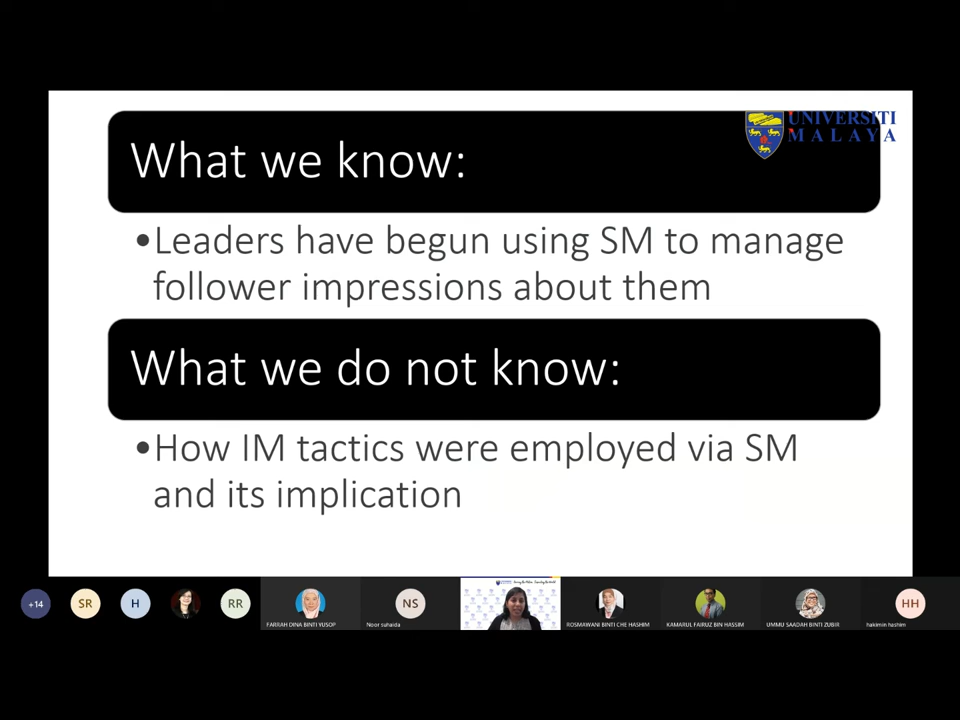 UNIVERSITI
MALAYA
What we know:
•Leaders have begun using SM to manage
follower impressions about them
What we do not know:
•How IM tactics were employed via SM
and its implication
+14
SR
H
RR
FARRAH DINA BINTI YUSOP
NS
Noor suhaida
ROSMAWANI BINTI CHE HASHIM
KAMARUL FAIRUZ BIN HASSIM
UMMU SAADAH BINTI ZUBIR
HH
hakimin hashim